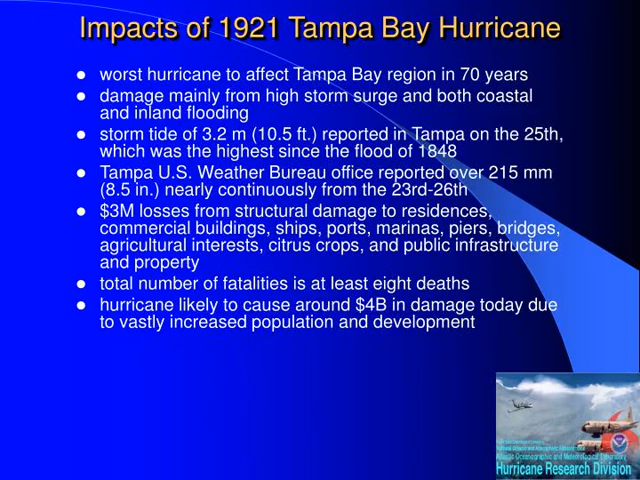 Impacts of 1921 Tampa Bay Hurricane
worst hurricane to affect Tampa Bay region in 70 years
damage mainly from high storm surge and both coastal
and inland flooding
storm tide of 3.2 m (10.5 ft.) reported in Tampa on the 25th,
which was the highest since the flood of 1848
Tampa U.S. Weather Bureau office reported over 215 mm
(8.5 in.) nearly continuously from the 23rd-26th
$3M losses from structural damage to residences,
commercial buildings, ships, ports, marinas, piers, bridges,
agricultural interests, citrus crops, and public infrastructure
and property
total number of fatalities is at least eight deaths
hurricane likely to cause around $4B in damage today due
to vastly increased population and development
Atlantic Oceanographic and Meteorological Laboratory
Hurricane Research Division